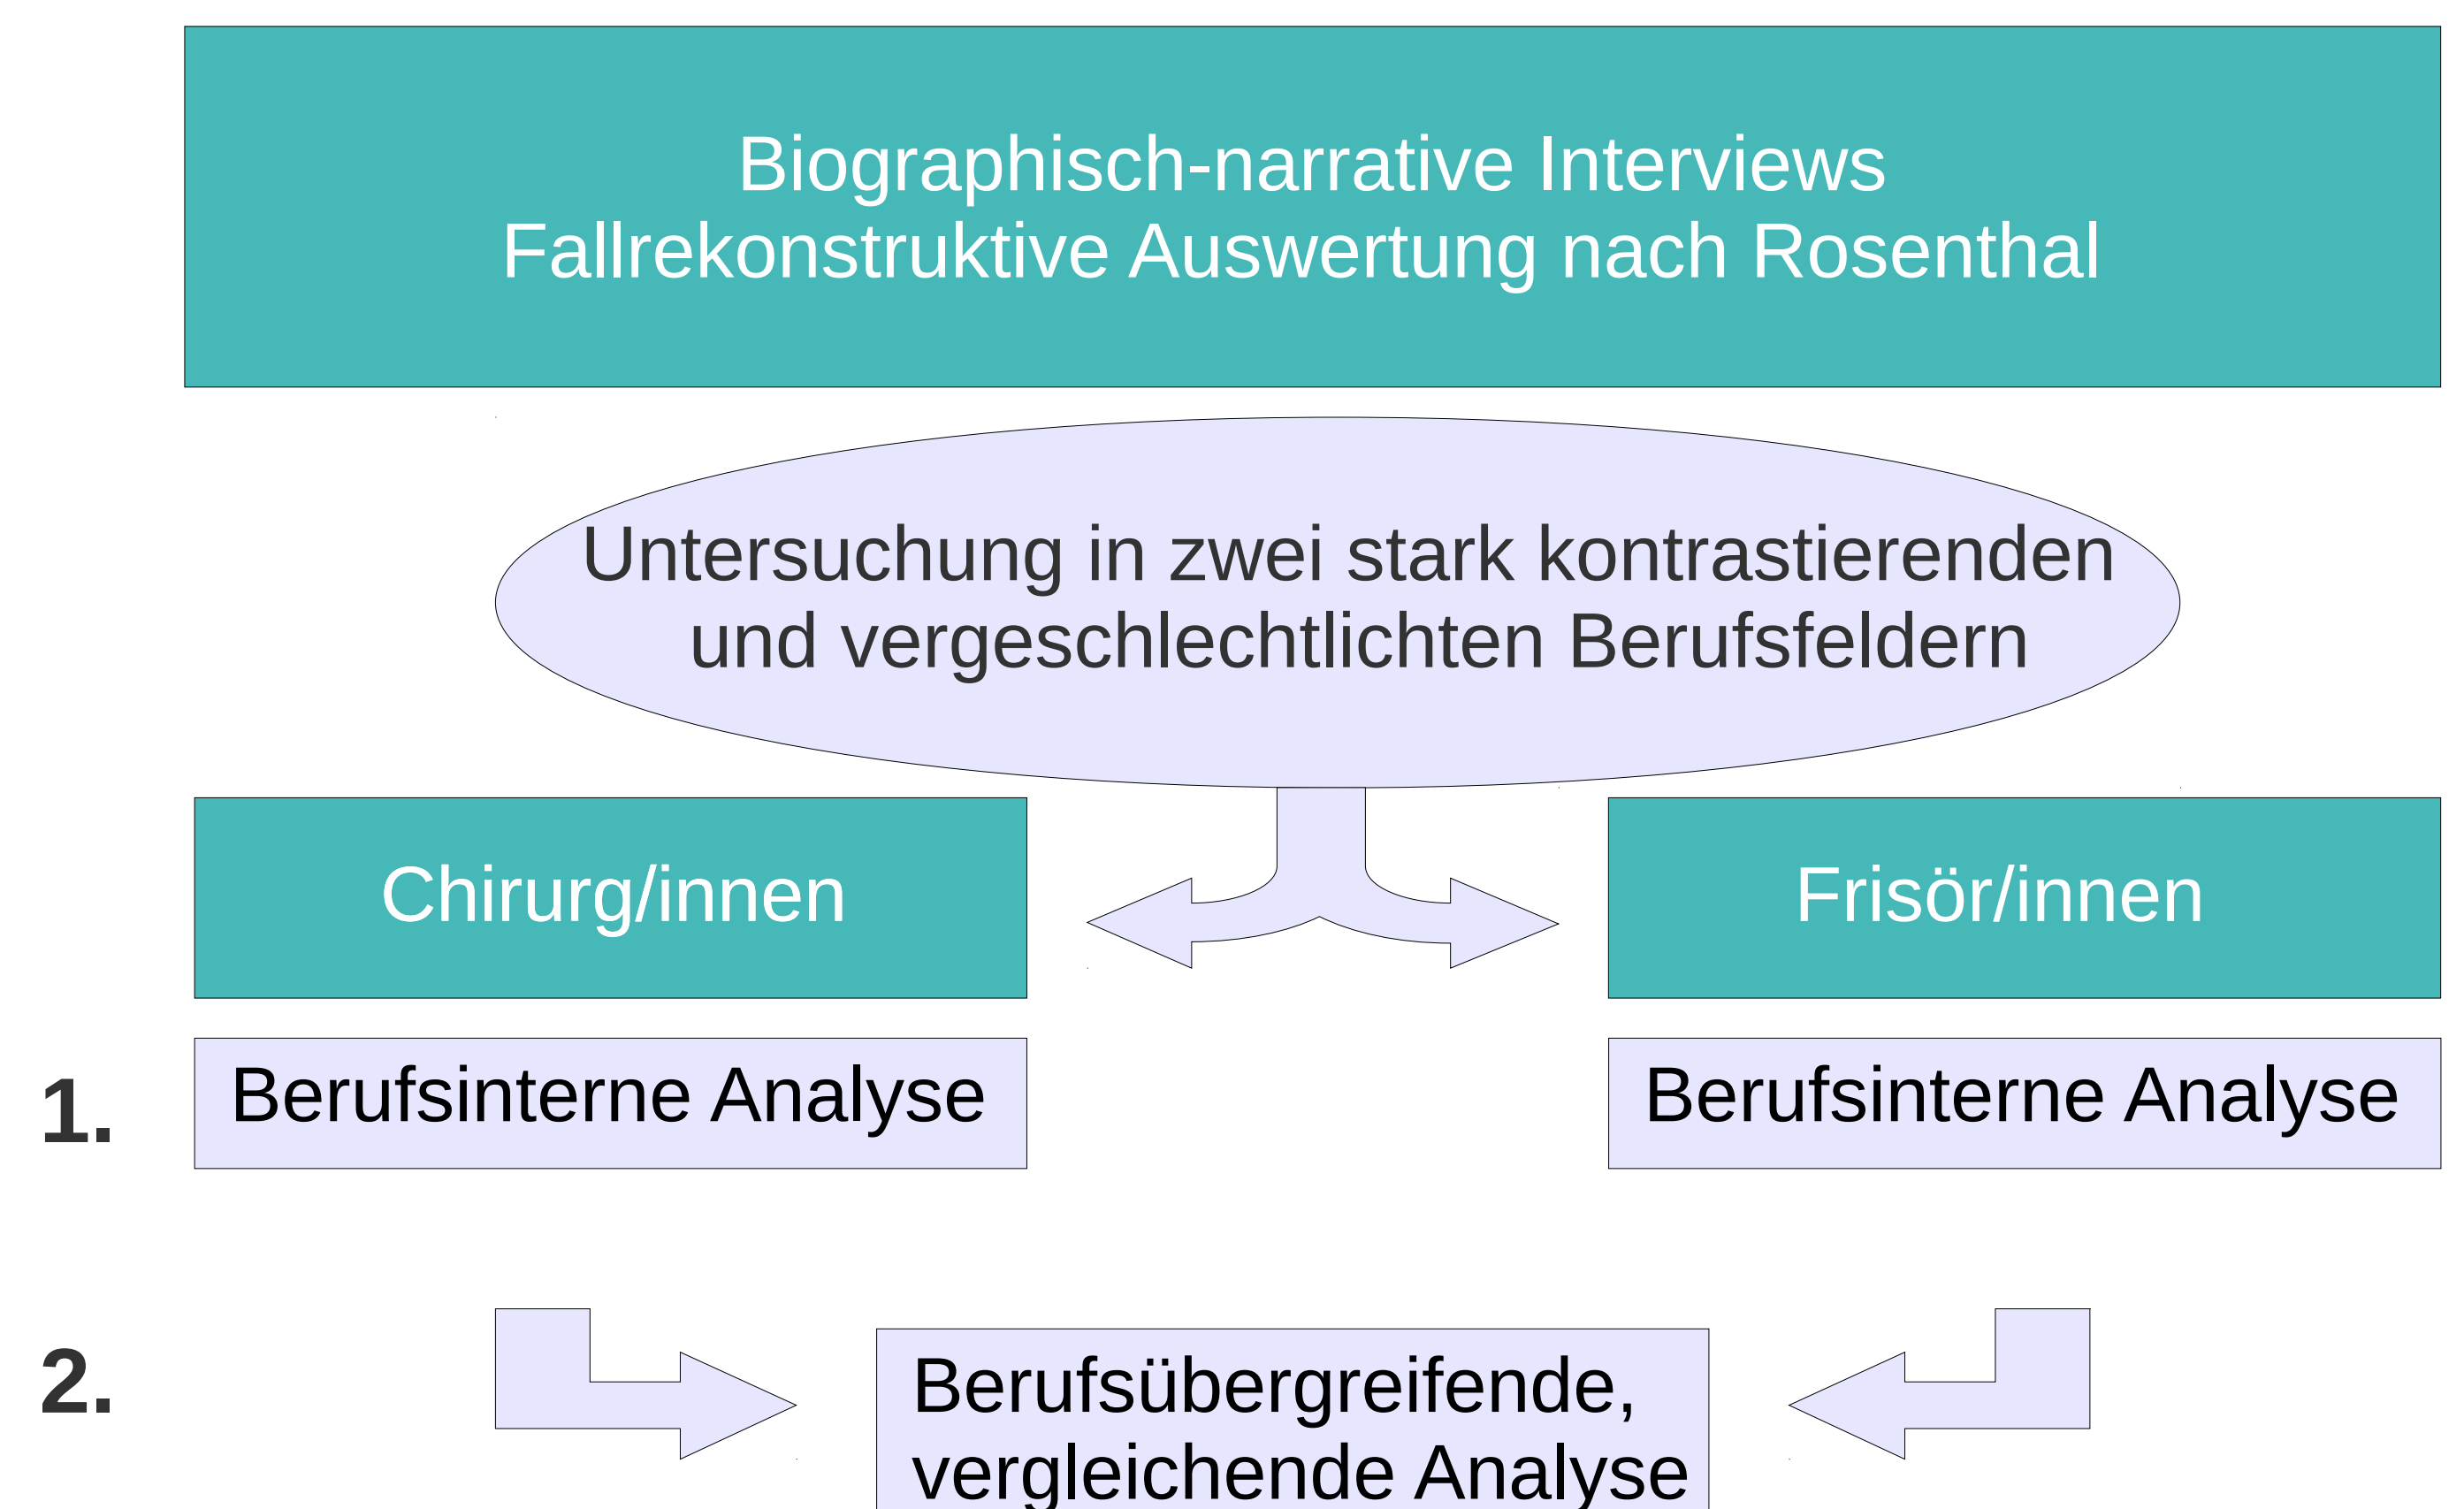 Biographisch-narrative Interviews
Fallrekonstruktive Auswertung nach Rosenthal
Untersuchung in zwei stark kontrastierenden
und vergeschlechtlichten Berufsfeldern
Chirurg/innen
Frisör/innen
1.
Berufsinterne Analyse
Berufsinterne Analyse
2.
Berufsübergreifende,
vergleichende Analyse